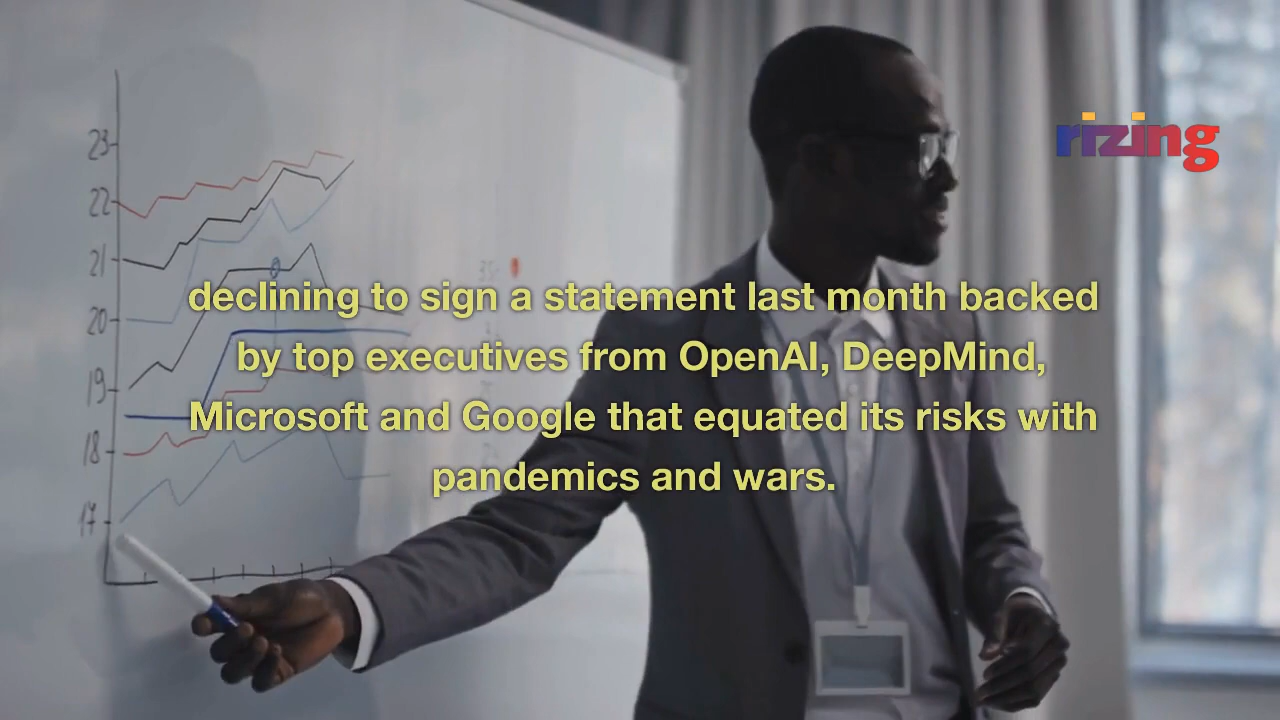 rizing
23
22
21
20
19
18
17
declining to sign a statement last month backed
by top executives from OpenAI, DeepMind,
Microsoft and Google that equated its risks with
pandemics and wars.